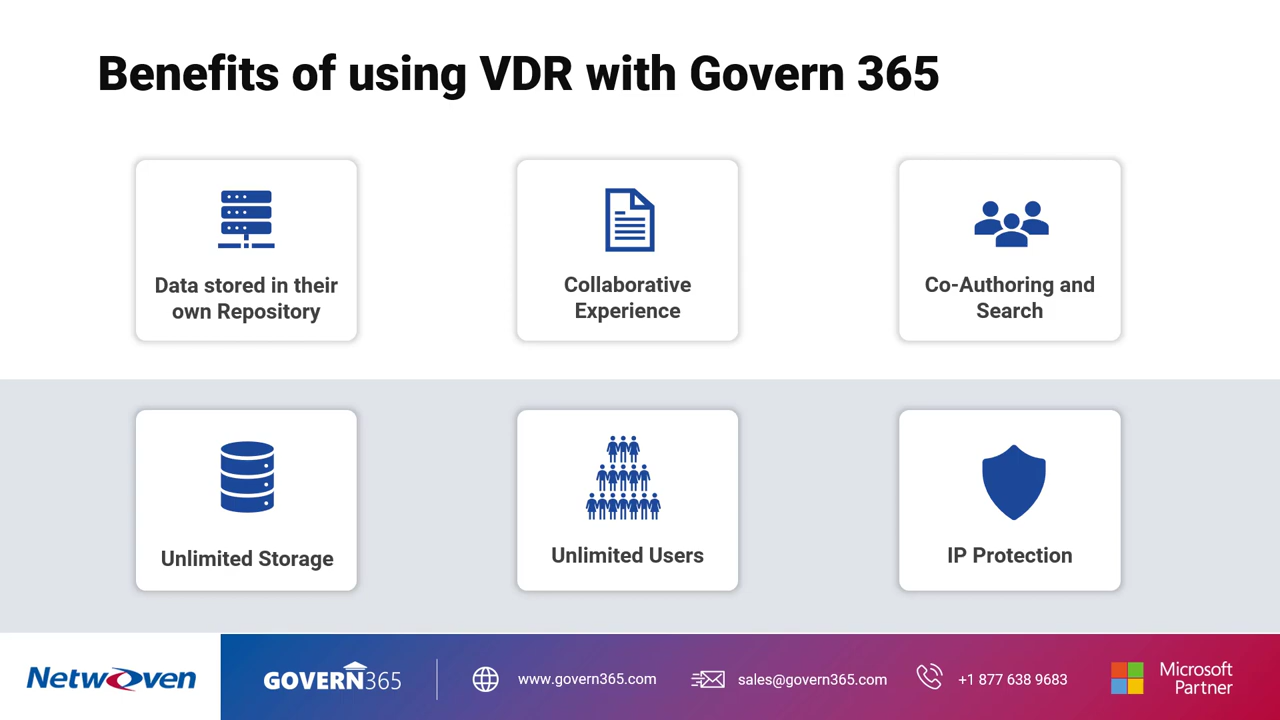 Benefits of using VDR with Govern 365
Data stored in their
own Repository
Collaborative
Experience
Co-Authoring and
Search
Unlimited Storage
Unlimited Users
IP Protection
Netwoven
GOVERN365
www.govern365.com
sales@govern365.com
+1 877 638 9683
Microsoft
Partner